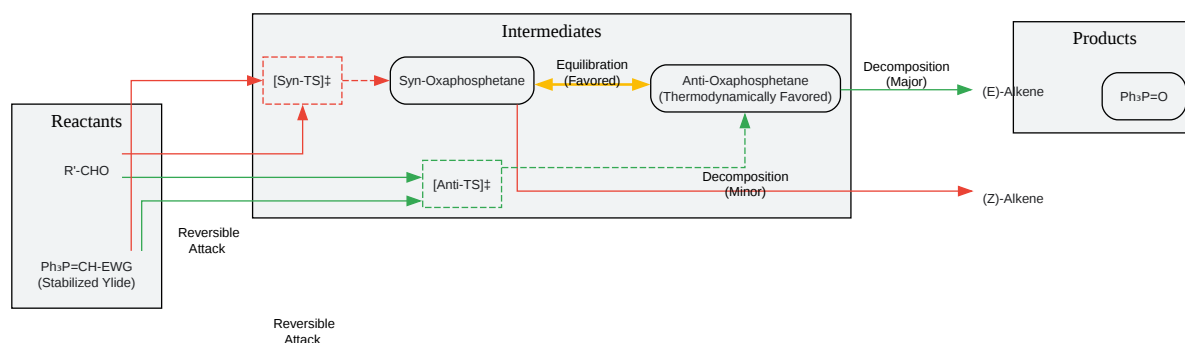 Intermediates
Products
Reactants
[Syn-TS]‡
Syn-Oxaphosphetane
Equilibration
(Favored)
Anti-Oxaphosphetane
(Thermodynamically Favored)
Decomposition
(Major)
(E)-Alkene
Ph₃P=O
R'-CHO
[Anti-TS]‡
Decomposition
(Minor)
(Z)-Alkene
Reversible
Attack
Ph₃P=CH-EWG
(Stabilized Ylide)
Reversible
Attack